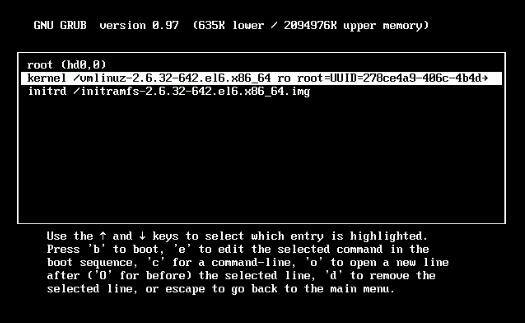 GNU GRUB  version 0.97  (635K lower / 2094976K upper memory)
root (hd0,0)
kernel /vmlinuz-2.6.32-642.el6.x86_64 ro root=UUID=278ce4a9-406c-4b4d→
initrd /initramfs-2.6.32-642.el6.x86_64.img
Use the ↑ and ↓ keys to select which entry is highlighted.
Press 'b' to boot, 'e' to edit the selected command in the
boot sequence, 'c' for a command-line, 'o' to open a new line
after ('O' for before) the selected line, 'd' to remove the
selected line, or escape to go back to the main menu.